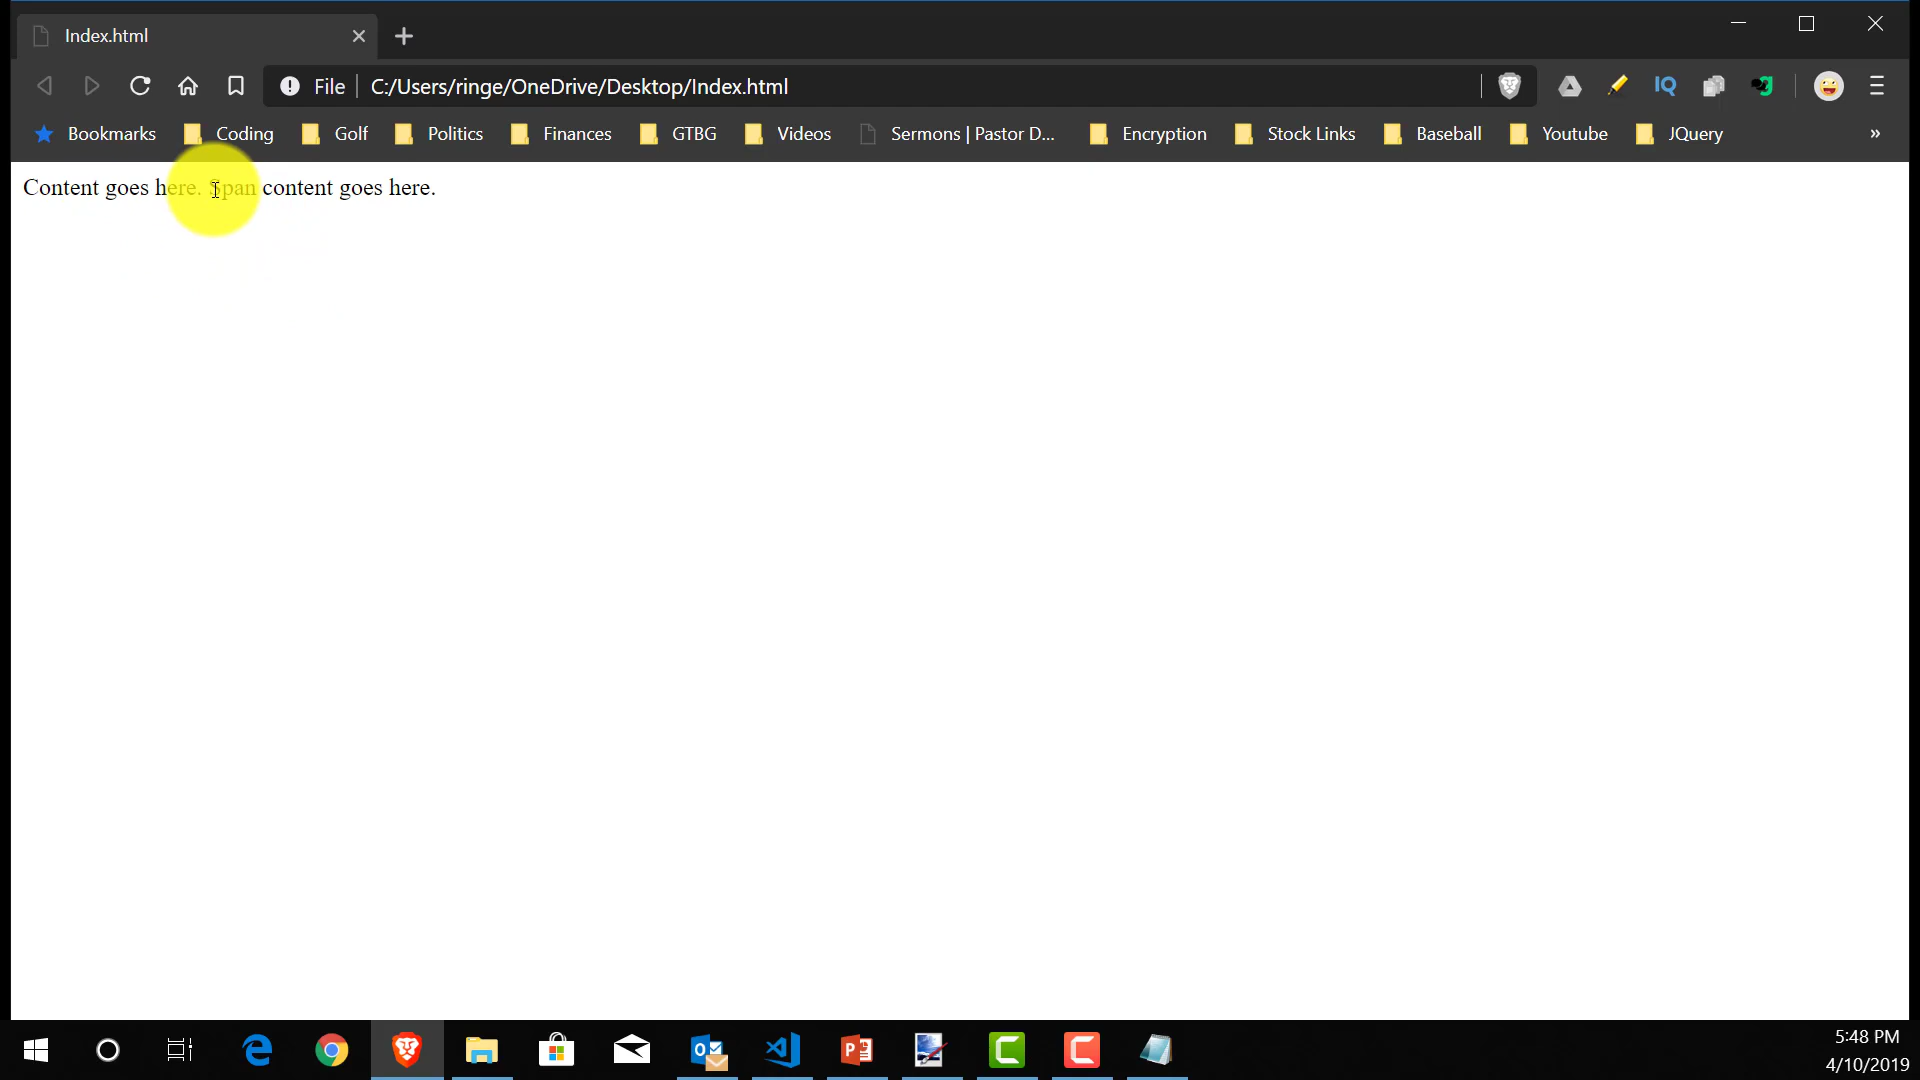 Index.html
File C:/Users/ringe/OneDrive/Desktop/Index.html IQ
Bookmarks Coding Golf Politics Finances GTBG Videos Sermons | Pastor D... Encryption Stock Links Baseball Youtube JQuery »
Content goes here. Span content goes here.
5:48 PM
4/10/2019